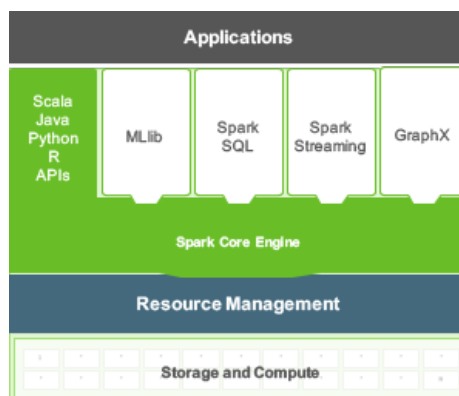 Applications
Scala
Java
Python
R
APIs
MLlib
Spark
SQL
Spark
Streaming
GraphX
Spark Core Engine
Resource Management
Storage and Compute